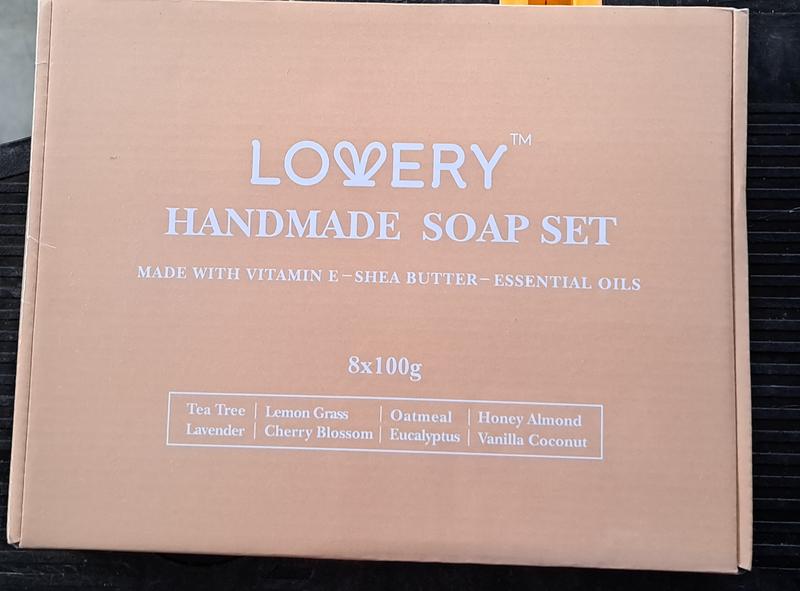 LOVERY™
HANDMADE SOAP SET
MADE WITH VITAMIN E–SHEA BUTTER–ESSENTIAL OILS
8x100g
Tea Tree | Lemon Grass | Oatmeal | Honey Almond
Lavender | Cherry Blossom | Eucalyptus | Vanilla Coconut